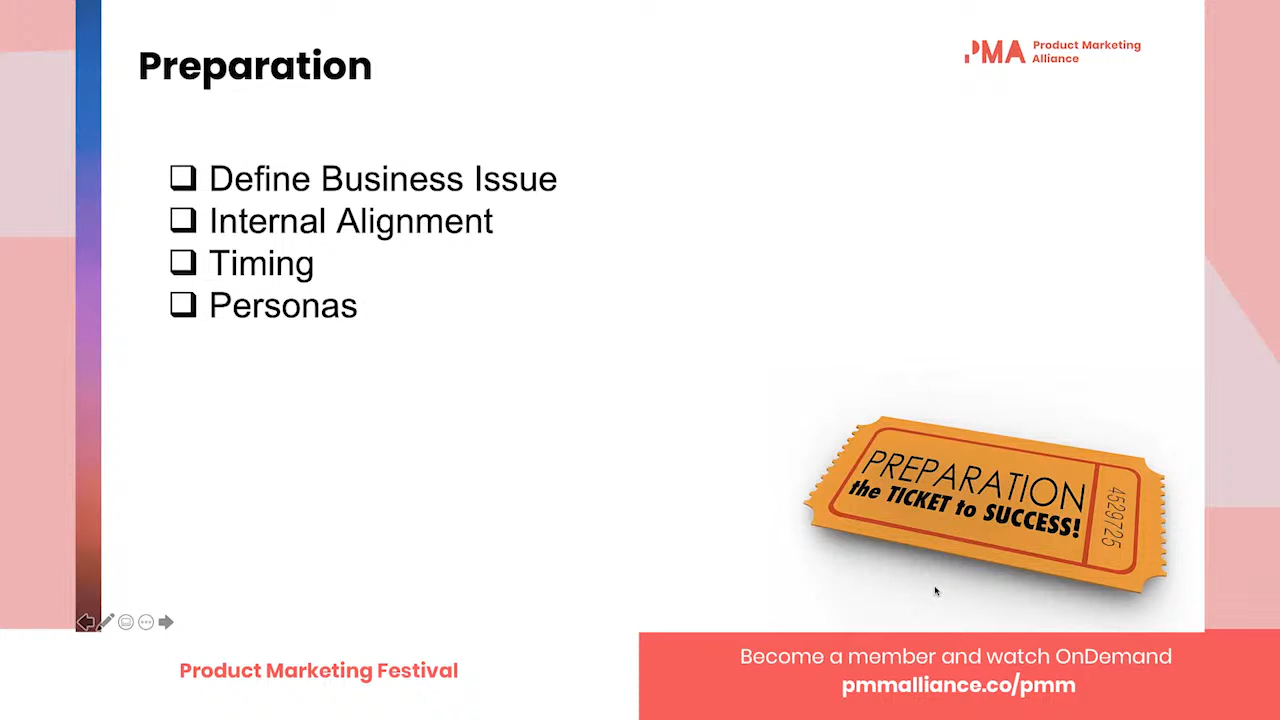 Preparation
PMA Product Marketing
Alliance
Define Business Issue
Internal Alignment
Timing
Personas
PREPARATION
the TICKET to SUCCESS!
4529725
Product Marketing Festival
Become a member and watch OnDemand
pmmalliance.co/pmm